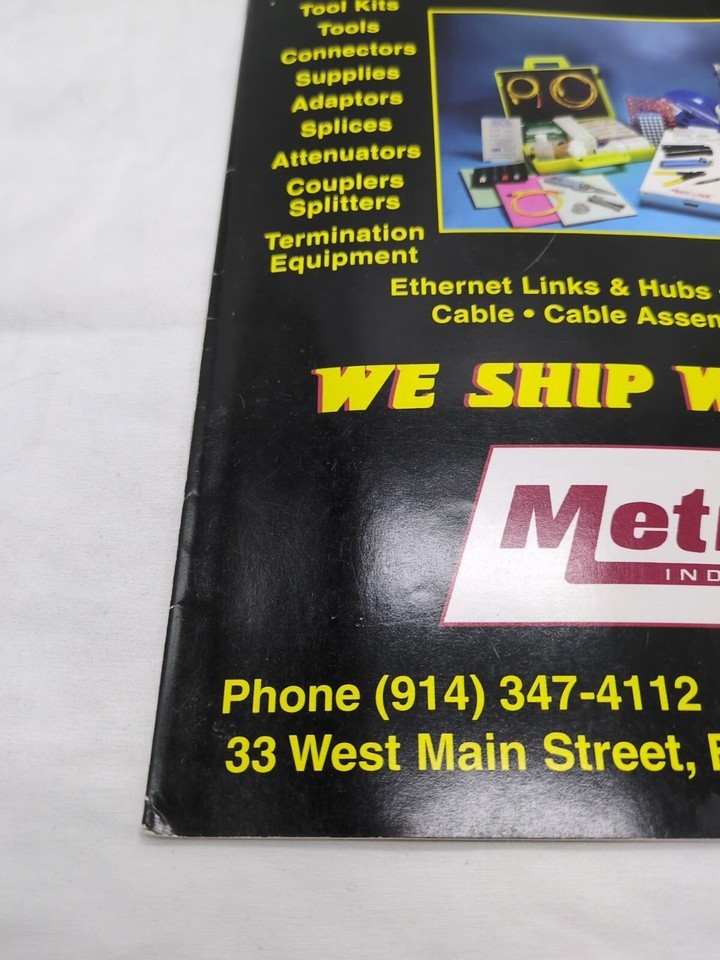 Tool Kits
Tools
Connectors
Supplies
Adaptors
Splices
Attenuators
Couplers
Splitters
Termination
Equipment
Ethernet Links & Hubs
Cable • Cable Assem
WE SHIP W
Met
IND
Phone (914) 347-4112
33 West Main Street,